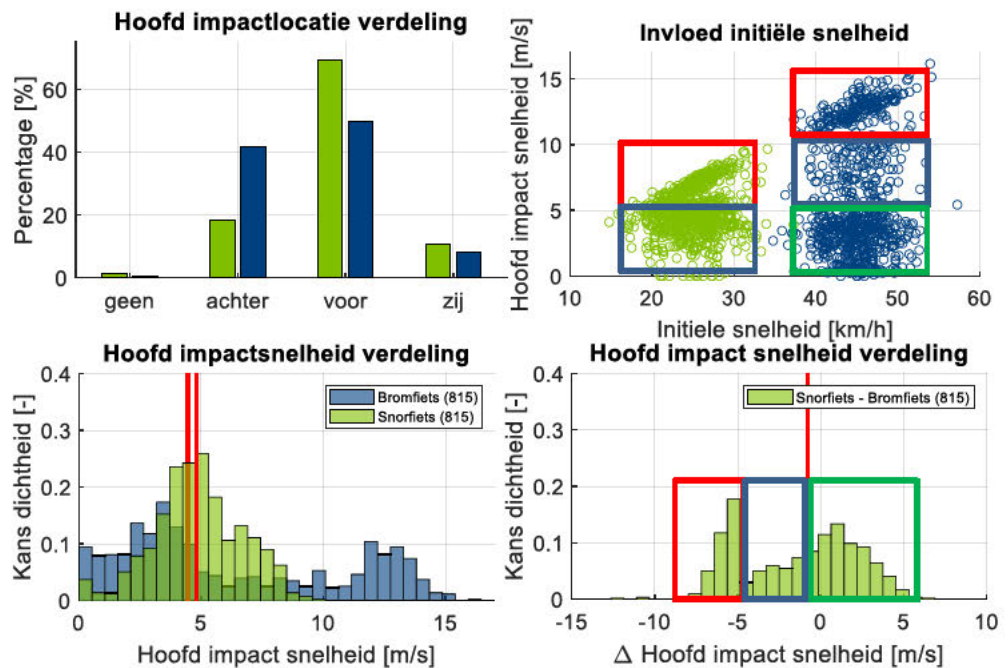 Hoofd impactlocatie verdeling
Percentage [%]
60
40
20
0
geen achter voor zij
Invloed initiële snelheid
Hoofd impact snelheid [m/s]
15
10
5
0
10 20 30 40 50 60
Initiele snelheid [km/h]
Hoofd impactsnelheid verdeling
Kans dichtheid [-]
0.4
0.3
0.2
0.1
0
Bromfiets (815)
Snorfiets (815)
0 5 10 15
Hoofd impact snelheid [m/s]
Hoofd impact snelheid verdeling
Kans dichtheid [-]
0.4
0.3
0.2
0.1
0
Snorfiets - Bromfiets (815)
-15 -10 -5 0 5 10
Δ Hoofd impact snelheid [m/s]